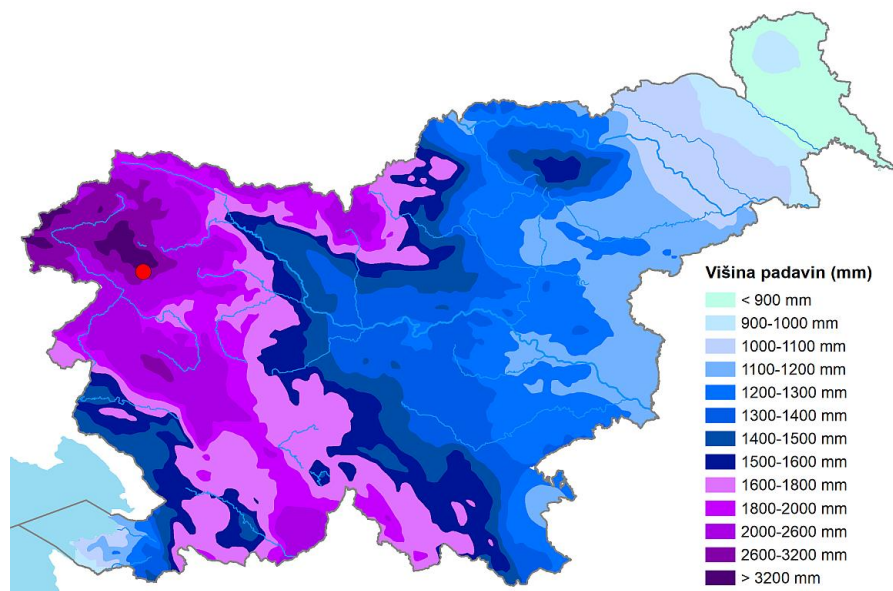 Višina padavin (mm)
< 900 mm
900-1000 mm
1000-1100 mm
1100-1200 mm
1200-1300 mm
1300-1400 mm
1400-1500 mm
1500-1600 mm
1600-1800 mm
1800-2000 mm
2000-2600 mm
2600-3200 mm
> 3200 mm